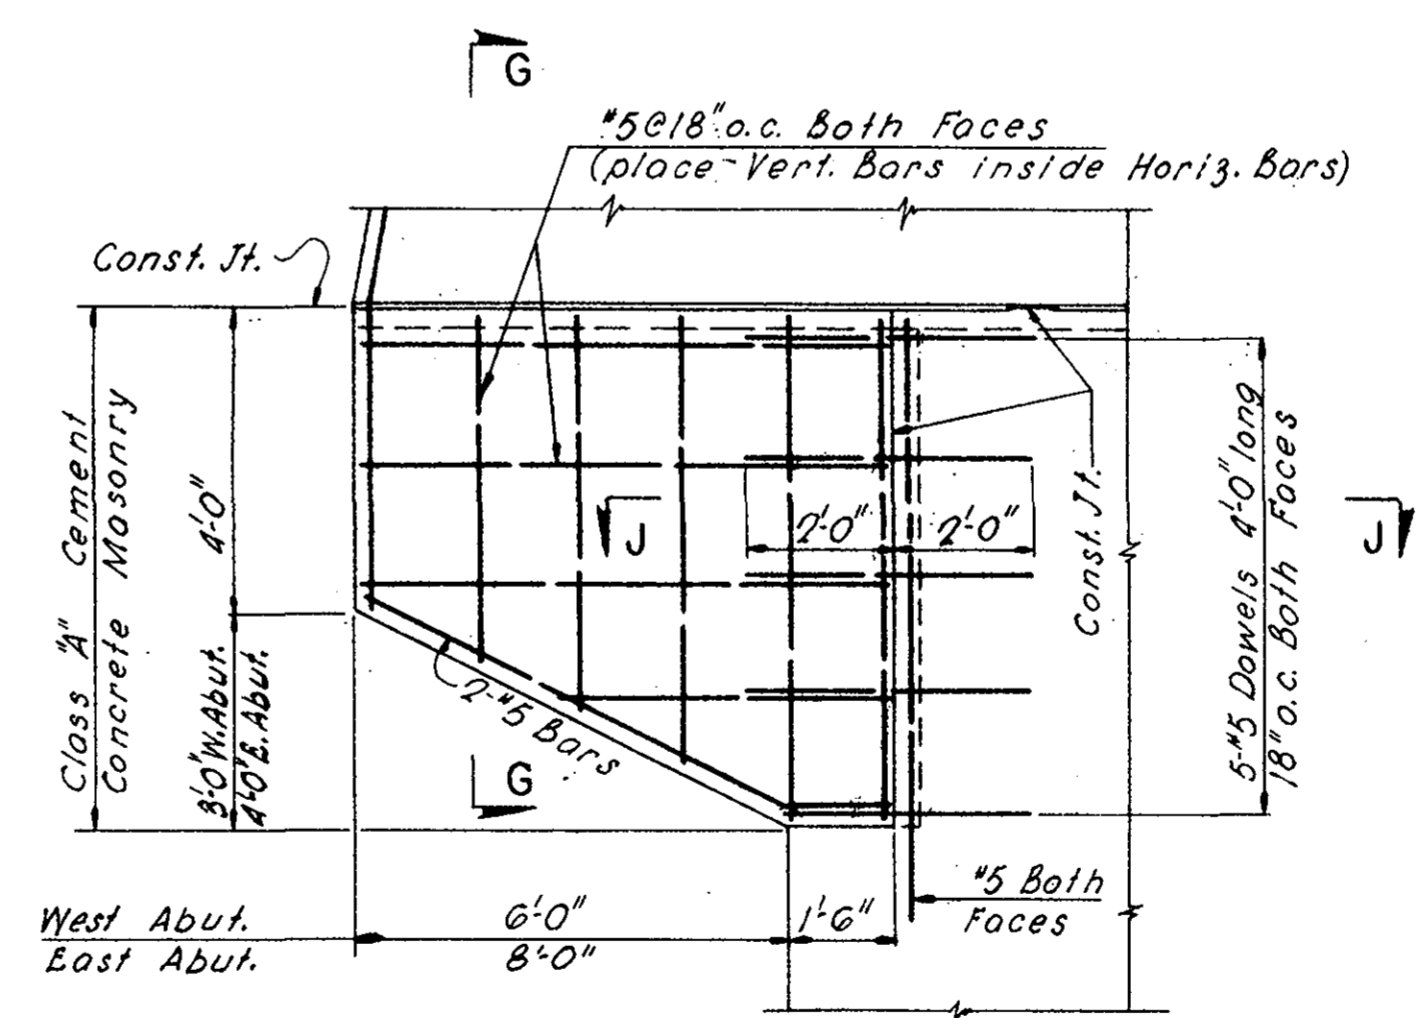 G
"5@18" o.c. Both Faces
(place-Vert. Bars inside Horiz. Bars)
Const. Jt.
Class "A" Cement
Concrete Masonry
4'-0"
3'-0" W. Abut.
4'-0" E. Abut.
J
2'-0"
2'-0"
J
Const. Jt.
5-#5 Dowels 4'-0" long
18" o.c. Both Faces
2-#5 Bars
G
#5 Both
Faces
West Abut.
East Abut.
6'-0"
8'-0"
1'-6"